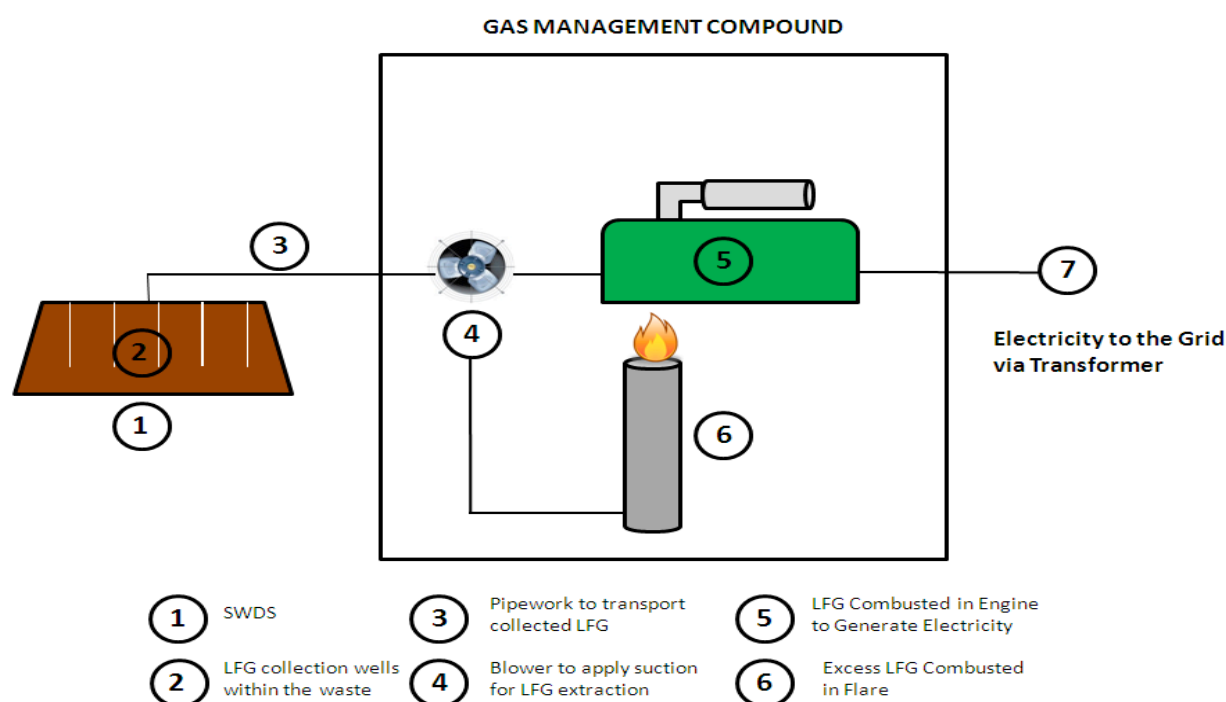 GAS MANAGEMENT COMPOUND
3
5
7
2
4
Electricity to the Grid
via Transformer
1
6
1
SWDS
3
Pipework to transport
collected LFG
5
LFG Combusted in Engine
to Generate Electricity
2
LFG collection wells
within the waste
4
Blower to apply suction
for LFG extraction
6
Excess LFG Combusted
in Flare